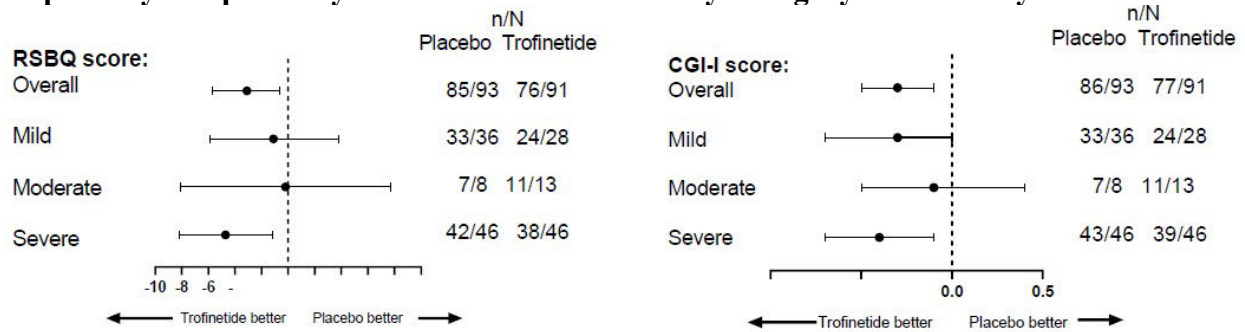 n/N
Placebo Trofinetide
RSBQ score:
Overall 85/93 76/91
Mild 33/36 24/28
Moderate 7/8 11/13
Severe 42/46 38/46
-10 -8 -6 -
Trofinetide better Placebo better
n/N
Placebo Trofinetide
CGI-I score:
Overall 86/93 77/91
Mild 33/36 24/28
Moderate 7/8 11/13
Severe 43/46 39/46
0.0 0.5
Trofinetide better Placebo better